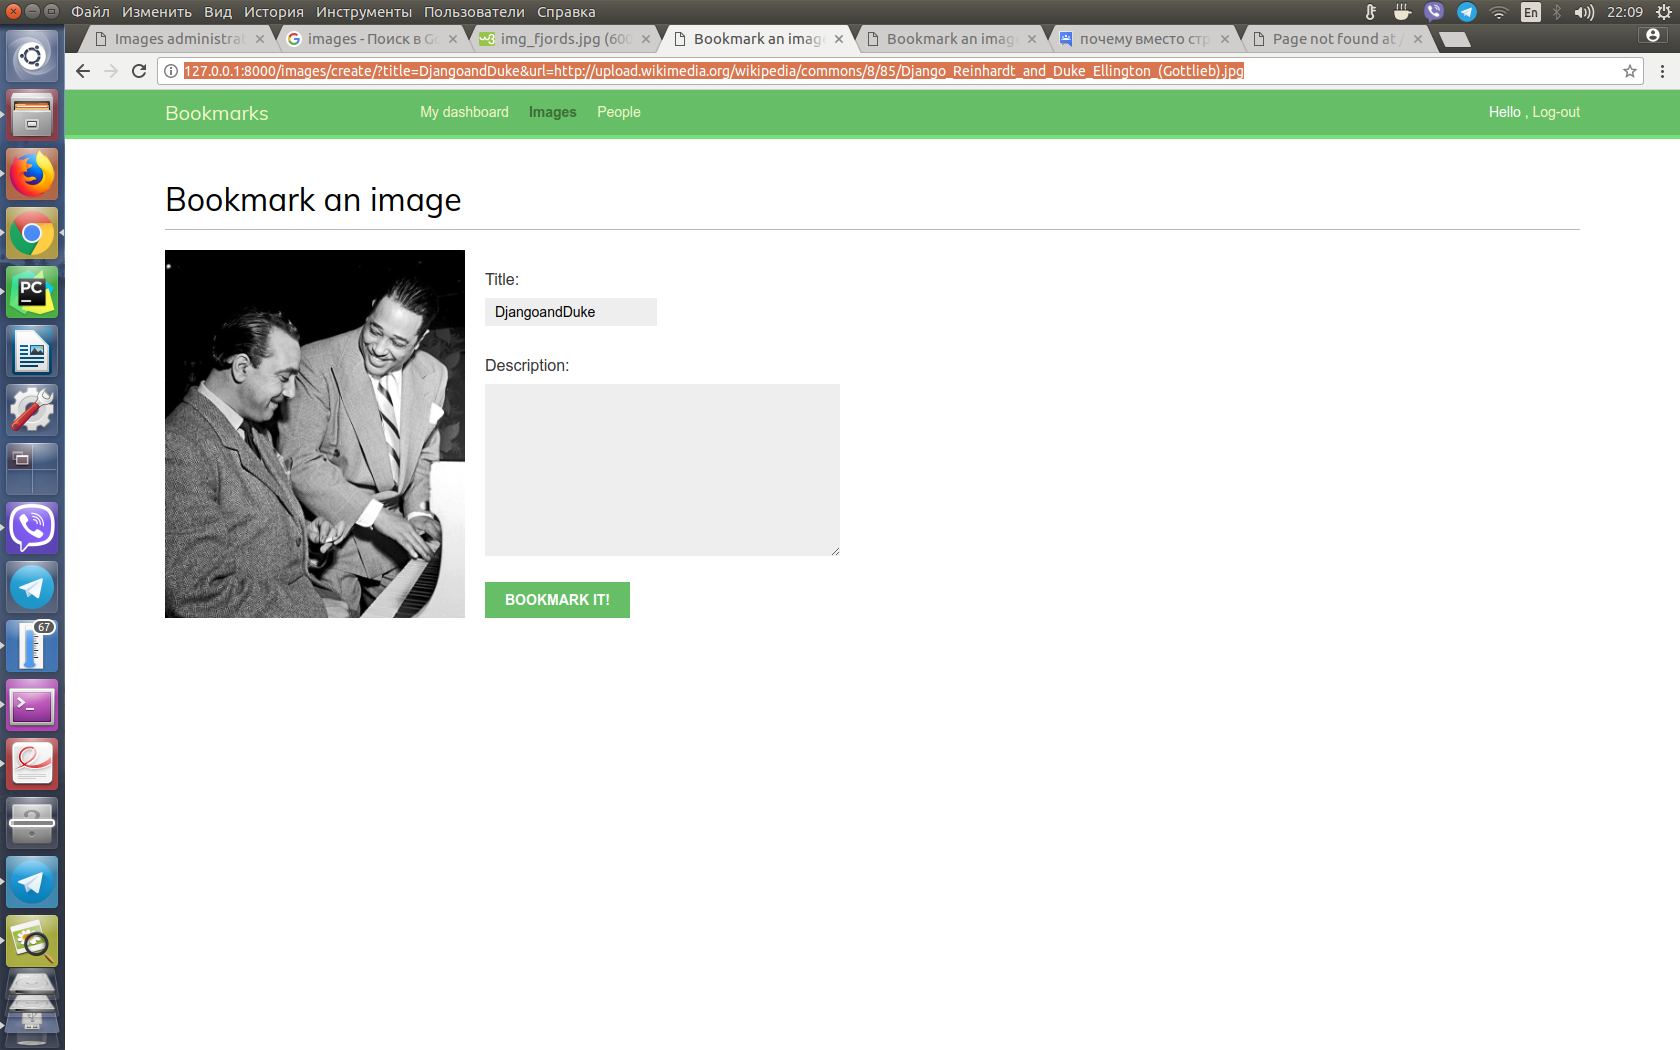 Файл Изменить Вид История Инструменты Пользователи Справка
En 22:09
Images administrat
images - Поиск в Go
img_fjords.jpg (600
Bookmark an image
Bookmark an imag
почему вместо стр
Page not found at /
127.0.0.1:8000/images/create/?title=DjangoandDuke&url=http://upload.wikimedia.org/wikipedia/commons/8/85/Django_Reinhardt_and_Duke_Ellington_(Gottlieb).jpg
Bookmarks My dashboard Images People Hello , Log-out
Bookmark an image
Title:
DjangoandDuke
Description:
BOOKMARK IT!
PC
67